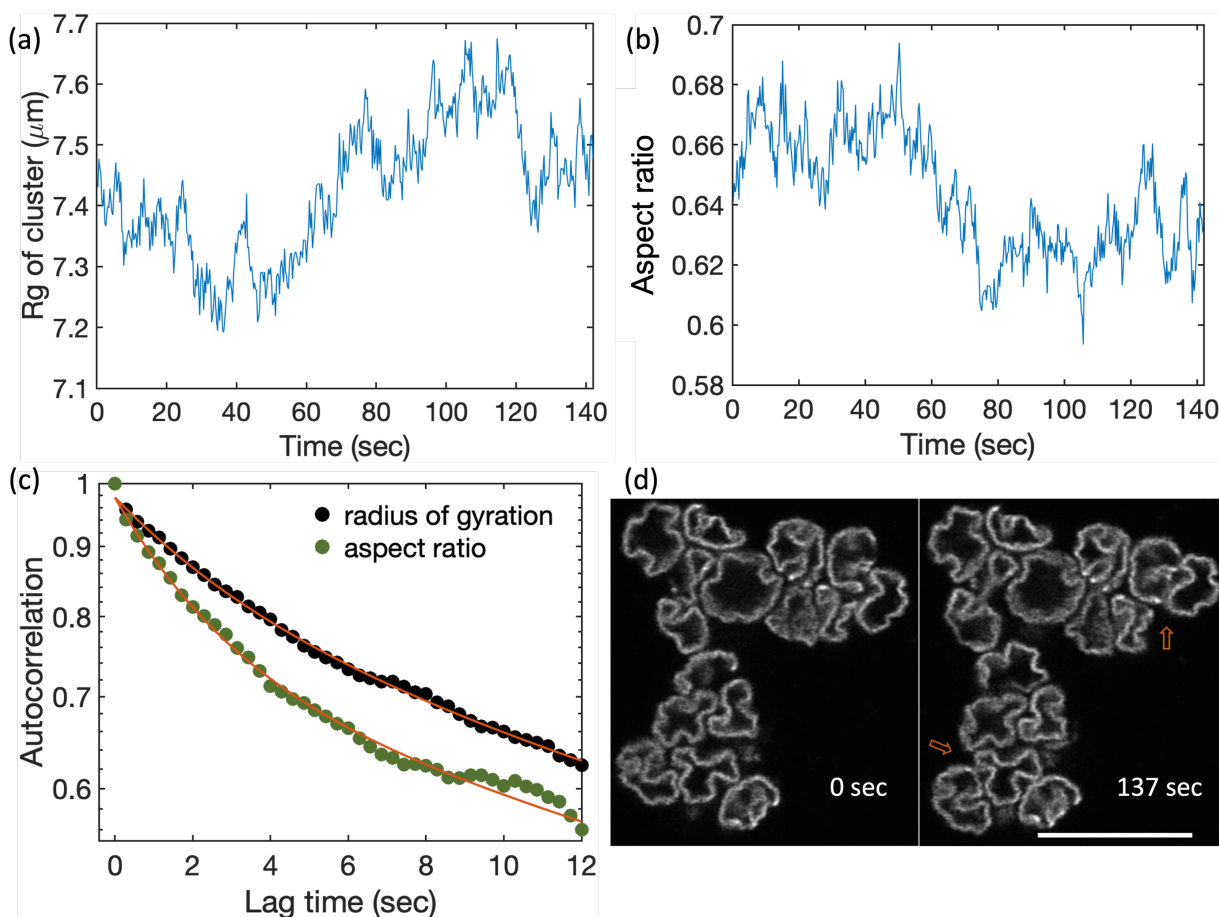 (a)
7.7
7.6
7.5
7.4
7.3
7.2
7.1
Rg of cluster (μm)
0 20 40 60 80 100 120 140
Time (sec)
(b)
0.7
0.68
0.66
0.64
0.62
0.6
0.58
Aspect ratio
0 20 40 60 80 100 120 140
Time (sec)
(c)
1
0.9
0.8
0.7
0.6
Autocorrelation
radius of gyration
aspect ratio
0 2 4 6 8 10 12
Lag time (sec)
(d)
0 sec
137 sec